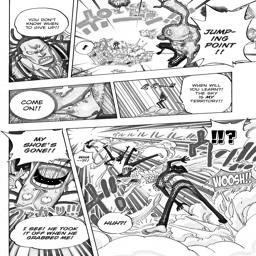 YOU DON'T
KNOW WHEN
TO GIVE UP!!
JUMP-
ING
POINT
!!
COME
ON!!
WHEN WILL
YOU LEARN?!
THE SKY
IS MY
TERRITORY!!
MY
SHOE'S
GONE!!
!!?
WHOOSH!!
HUH?!
I SEE! HE TOOK
IT OFF WHEN HE
GRABBED ME!